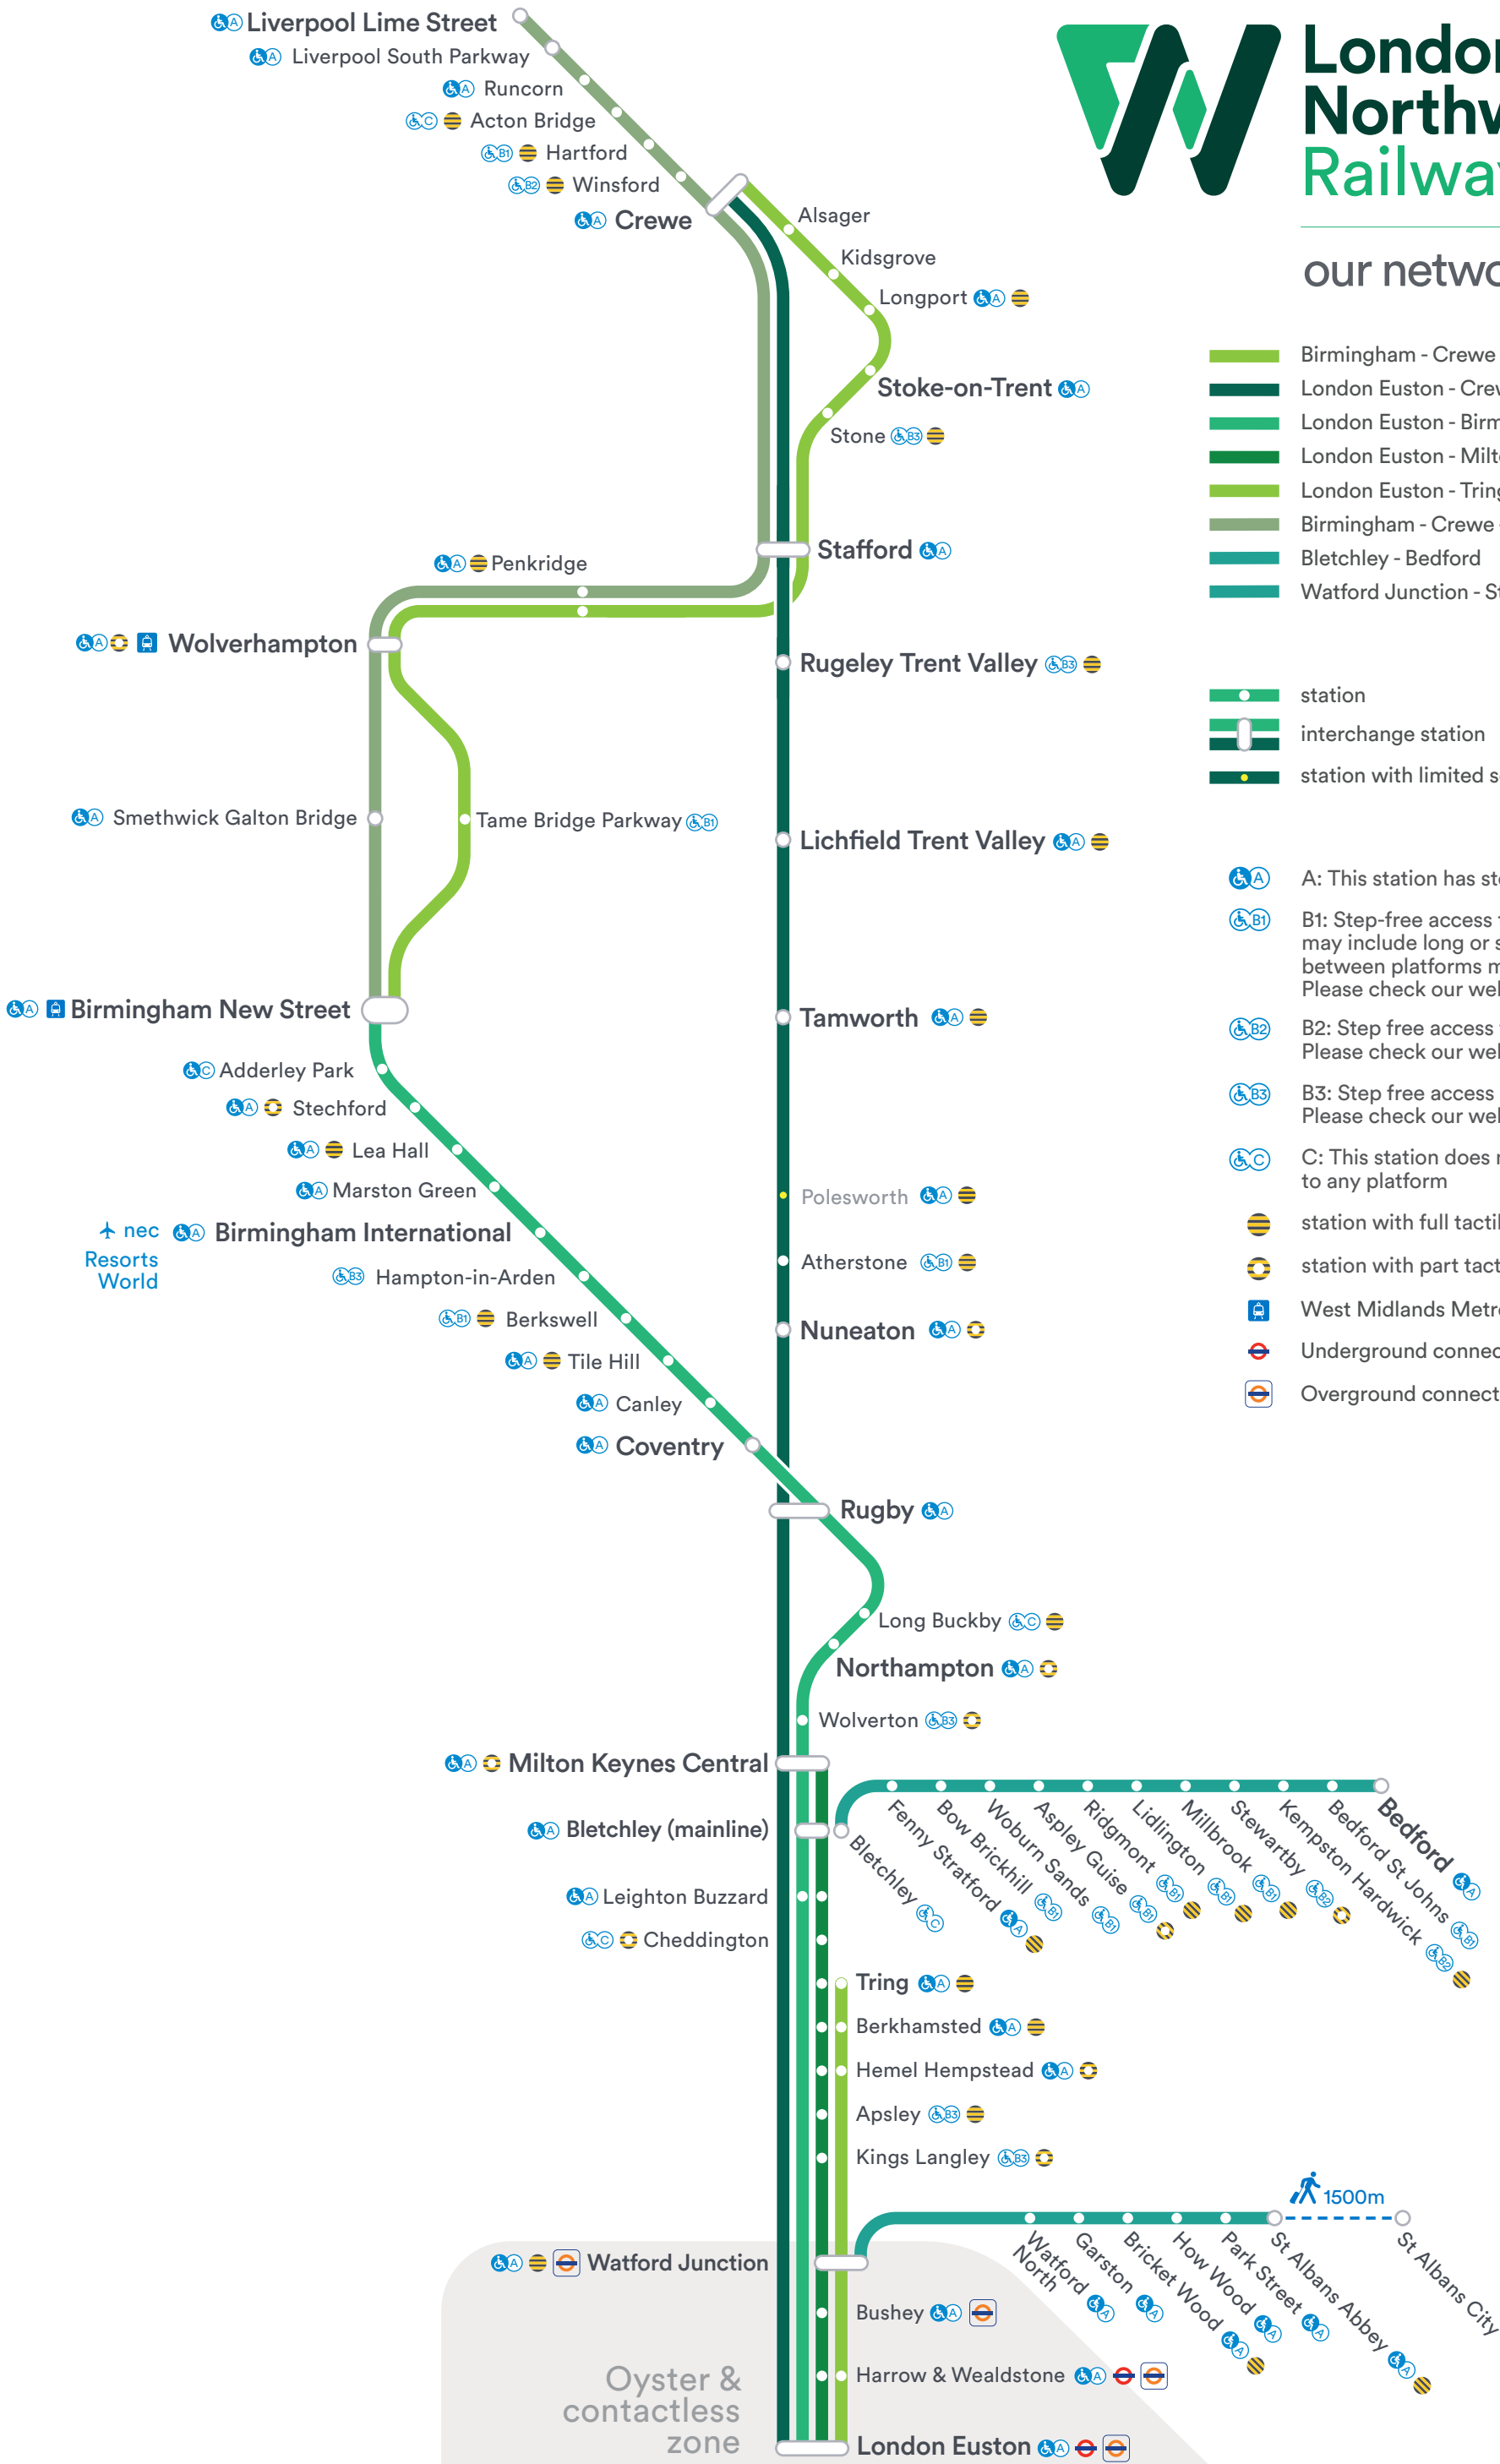 Liverpool Lime Street
Liverpool South Parkway
Runcorn
Acton Bridge
Hartford
Winsford
Crewe
Alsager
Kidsgrove
Longport
Stoke-on-Trent
Stone
Stafford
Penkridge
Wolverhampton
Rugeley Trent Valley
Smethwick Galton Bridge
Tame Bridge Parkway
Lichfield Trent Valley
Birmingham New Street
Tamworth
Adderley Park
Stechford
Lea Hall
Marston Green
Polesworth
nec
Birmingham International
Resorts
World
Atherstone
Hampton-in-Arden
Berkswell
Nuneaton
Tile Hill
Canley
Coventry
Rugby
Long Buckby
Northampton
Wolverton
Milton Keynes Central
Bletchley (mainline)
Bletchley
Fenny Stratford
Bow Brickhill
Woburn Sands
Aspley Guise
Ridgmont
Lidlington
Millbrook
Stewartby
Kempston Hardwick
Bedford St Johns
Bedford
Leighton Buzzard
Cheddington
Tring
Berkhamsted
Hemel Hempstead
Apsley
Kings Langley
1500m
Watford Junction
Watford
North
Garston
Bricket Wood
How Wood
Park Street
St Albans Abbey
St Albans City
Bushey
Harrow & Wealdstone
Oyster &
contactless
zone
London Euston
London
Northw
Railway
our netwo
Birmingham - Crewe
London Euston - Crew
London Euston - Birm
London Euston - Milt
London Euston - Tring
Birmingham - Crewe -
Bletchley - Bedford
Watford Junction - St
station
interchange station
station with limited s
A A: This station has ste
B1 B1: Step-free access
may include long or s
between platforms m
Please check our we
B2 B2: Step free access
Please check our we
B3 B3: Step free access
Please check our we
C C: This station does
to any platform
station with full tactil
station with part tact
West Midlands Metr
Underground connec
Overground connect